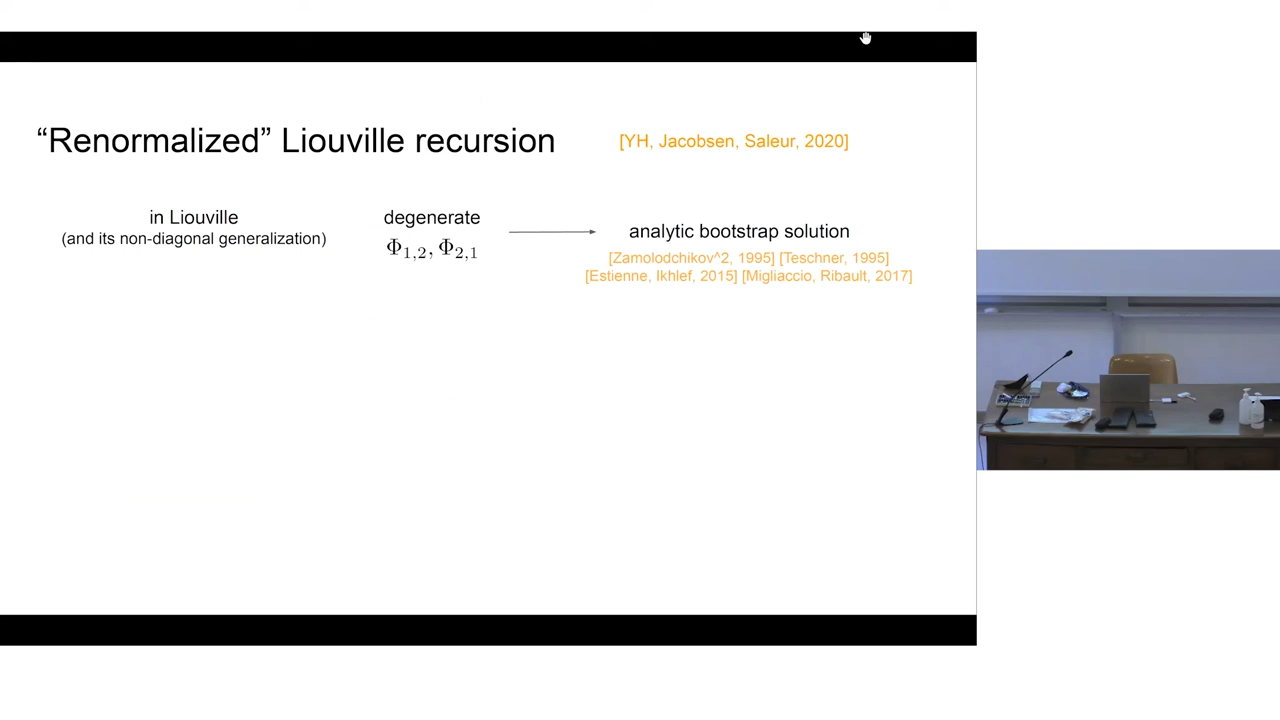 “Renormalized” Liouville recursion
[YH, Jacobsen, Saleur, 2020]
in Liouville
(and its non-diagonal generalization)
degenerate
Φ₁,₂, Φ₂,₁
analytic bootstrap solution
[Zamolodchikov^2, 1995] [Teschner, 1995]
[Estienne, Ikhlef, 2015] [Migliaccio, Ribault, 2017]